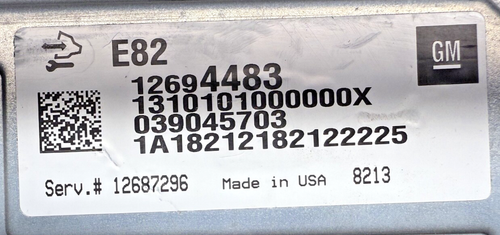 E82
GM
12694483
1310101000000X
039045703
1A18212182122225
Serv.# 12687296 Made in USA 8213